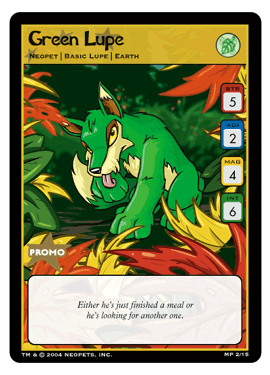 Green Lupe
Neopet | Basic Lupe | Earth
STR
5
AGI
2
MAG
4
INT
6
PROMO
Either he's just finished a meal or
he's looking for another one.
TM & © 2004 NEOPETS, INC.
MP 2/15